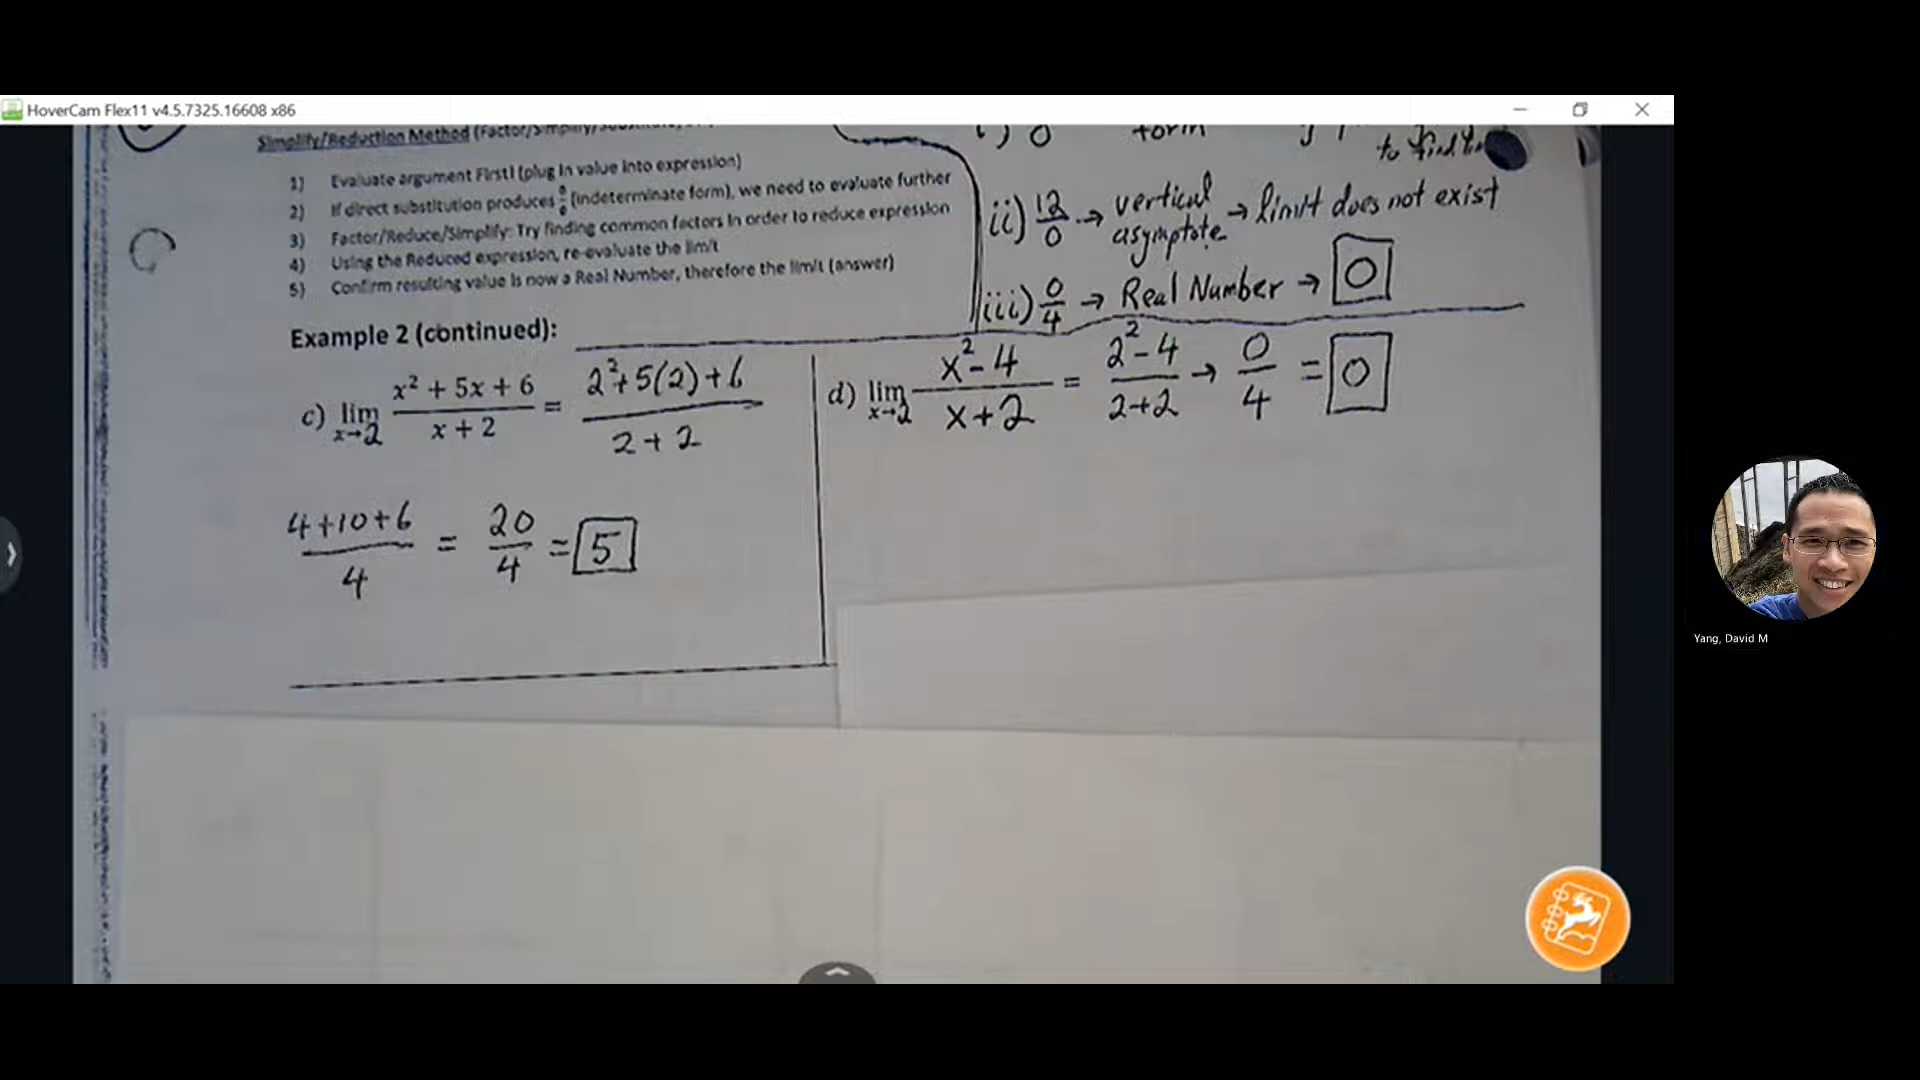 HoverCam Flex11 v4.5.7325.16608 x86
Simplify/Reduction Method (Factor/Simplify/
1) Evaluate argument First! (plug in value into expression)
2) If direct substitution produces 0/0 (indeterminate form), we need to evaluate further
3) Factor/Reduce/Simplify: Try finding common factors in order to reduce expression
4) Using the Reduced expression, re-evaluate the limit
5) Confirm resulting value is now a Real Number, therefore the limit (answer)
0 form
to find
ii) 12/0 → vertical asymptote → limit does not exist
iii) 0/4 → Real Number → 0
Example 2 (continued):
c) lim x→2 (x² + 5x + 6)/(x + 2) = (2²+5(2)+6)/(2+2)
(4+10+6)/4 = 20/4 = 5
d) lim x→2 (x²-4)/(x+2) = (2²-4)/(2+2) → 0/4 = 0
Yang, David M